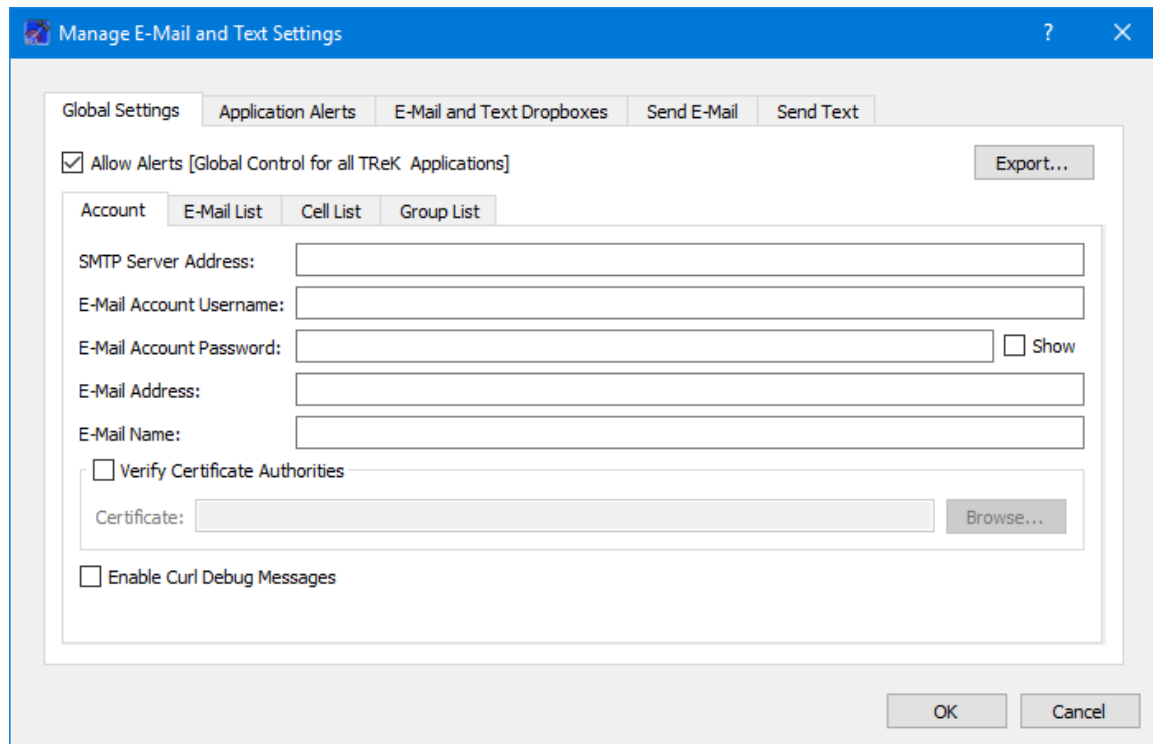 Manage E-Mail and Text Settings ?
Global Settings Application Alerts E-Mail and Text Dropboxes Send E-Mail Send Text
Allow Alerts [Global Control for all TReK Applications] Export...
Account E-Mail List Cell List Group List
SMTP Server Address:
E-Mail Account Username:
E-Mail Account Password: Show
E-Mail Address:
E-Mail Name:
Verify Certificate Authorities
Certificate: Browse...
Enable Curl Debug Messages
OK Cancel